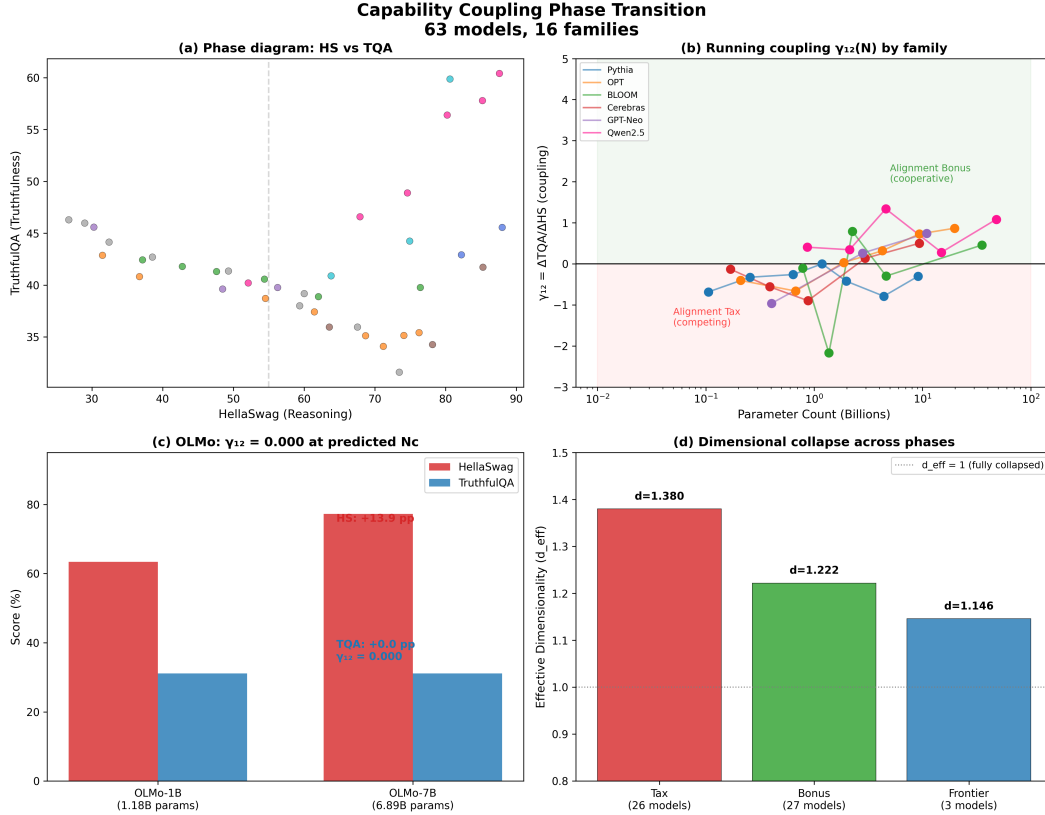 Capability Coupling Phase Transition
63 models, 16 families
(a) Phase diagram: HS vs TQA
TruthfulQA (Truthfulness)
60
55
50
45
40
35
30
40
50
60
70
80
90
HellaSwag (Reasoning)
(b) Running coupling γ₁₂(N) by family
γ₁₂ = ΔTQA/ΔHS (coupling)
5
4
3
2
1
0
−1
−2
−3
Pythia
OPT
BLOOM
Cerebras
GPT-Neo
Qwen2.5
Alignment Bonus
(cooperative)
Alignment Tax
(competing)
10⁻²
10⁻¹
10⁰
10¹
10²
Parameter Count (Billions)
(c) OLMo: γ₁₂ = 0.000 at predicted Nc
Score (%)
80
60
40
20
0
HellaSwag
TruthfulQA
HS: +13.9 pp
TQA: +0.0 pp
γ₁₂ = 0.000
OLMo-1B
(1.18B params)
OLMo-7B
(6.89B params)
(d) Dimensional collapse across phases
Effective Dimensionality (d_eff)
1.5
1.4
1.3
1.2
1.1
1.0
0.9
0.8
d_eff = 1 (fully collapsed)
d=1.380
d=1.222
d=1.146
Tax
(26 models)
Bonus
(27 models)
Frontier
(3 models)